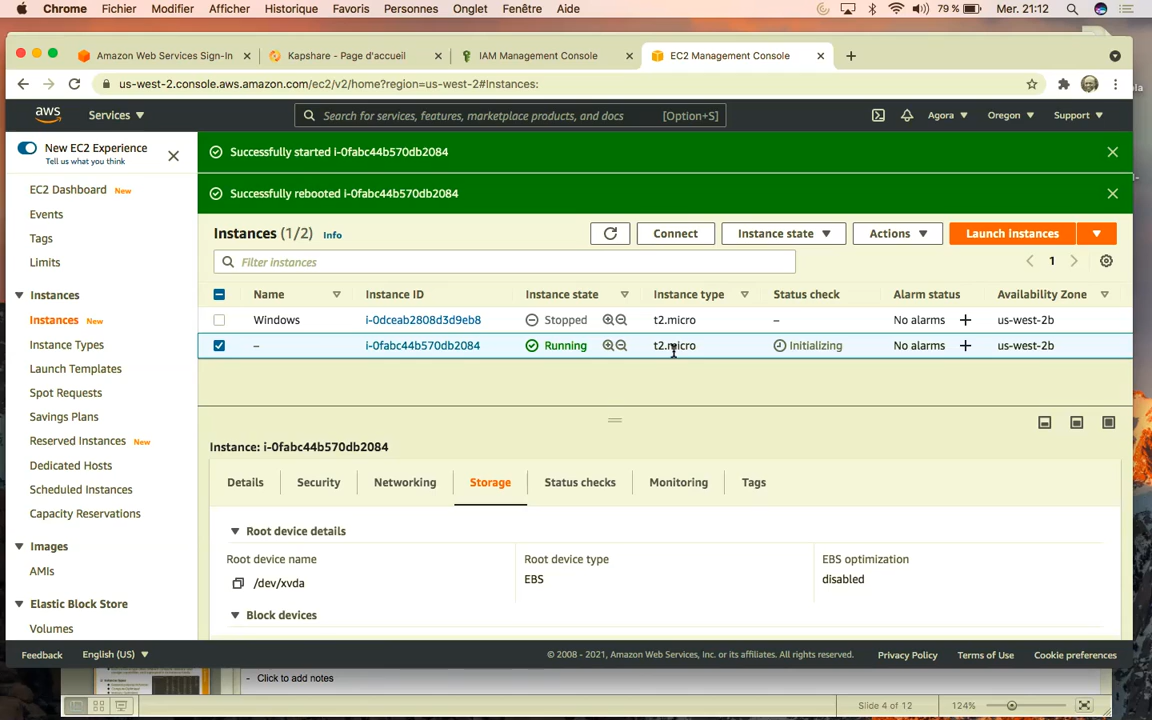 Chrome Fichier Modifier Afficher Historique Favoris Personnes Onglet Fenêtre Aide 79 % Mer. 21:12
Amazon Web Services Sign-In Kapshare - Page d'accueil IAM Management Console EC2 Management Console
us-west-2.console.aws.amazon.com/ec2/v2/home?region=us-west-2#Instances:
aws Services Search for services, features, marketplace products, and docs [Option+S] Agora Oregon Support
New EC2 Experience
Tell us what you think
EC2 Dashboard New
Events
Tags
Limits
Instances
Instances New
Instance Types
Launch Templates
Spot Requests
Savings Plans
Reserved Instances New
Dedicated Hosts
Scheduled Instances
Capacity Reservations
Images
AMIs
Elastic Block Store
Volumes
Successfully started i-0fabc44b570db2084
Successfully rebooted i-0fabc44b570db2084
Instances (1/2) Info Connect Instance state Actions Launch instances
Filter instances 1
Name Instance ID Instance state Instance type Status check Alarm status Availability Zone
Windows i-0dceab2808d3d9eb8 Stopped t2.micro – No alarms us-west-2b
– i-0fabc44b570db2084 Running t2.micro Initializing No alarms us-west-2b
Instance: i-0fabc44b570db2084
Details Security Networking Storage Status checks Monitoring Tags
Root device details
Root device name Root device type EBS optimization
/dev/xvda EBS disabled
Block devices
Feedback English (US) © 2008 - 2021, Amazon Web Services, Inc. or its affiliates. All rights reserved. Privacy Policy Terms of Use Cookie preferences
- Click to add notes
Slide 4 of 12 124%